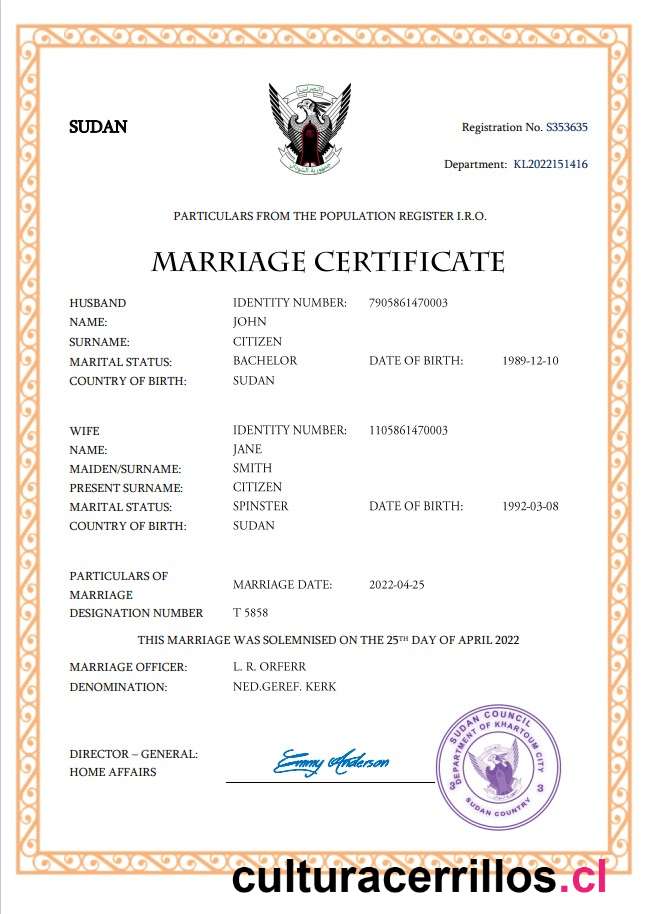 SUDAN
Registration No. S353635
Department: KL2022151416
PARTICULARS FROM THE POPULATION REGISTER I.R.O.
MARRIAGE CERTIFICATE
HUSBAND IDENTITY NUMBER: 7905861470003
NAME: JOHN
SURNAME: CITIZEN
MARITAL STATUS: BACHELOR DATE OF BIRTH: 1989-12-10
COUNTRY OF BIRTH: SUDAN
WIFE IDENTITY NUMBER: 1105861470003
NAME: JANE
MAIDEN/SURNAME: SMITH
PRESENT SURNAME: CITIZEN
MARITAL STATUS: SPINSTER DATE OF BIRTH: 1992-03-08
COUNTRY OF BIRTH: SUDAN
PARTICULARS OF
MARRIAGE
MARRIAGE DATE: 2022-04-25
DESIGNATION NUMBER T 5858
THIS MARRIAGE WAS SOLEMNISED ON THE 25TH DAY OF APRIL 2022
MARRIAGE OFFICER: L. R. ORFERR
DENOMINATION: NED.GEREF. KERK
DIRECTOR – GENERAL:
HOME AFFAIRS
Emmy Anderson
SUDAN COUNCIL
DEPARTMENT OF KHARTOUM CITY
3 3
SUDAN COUNTRY
culturacerrillos.cl